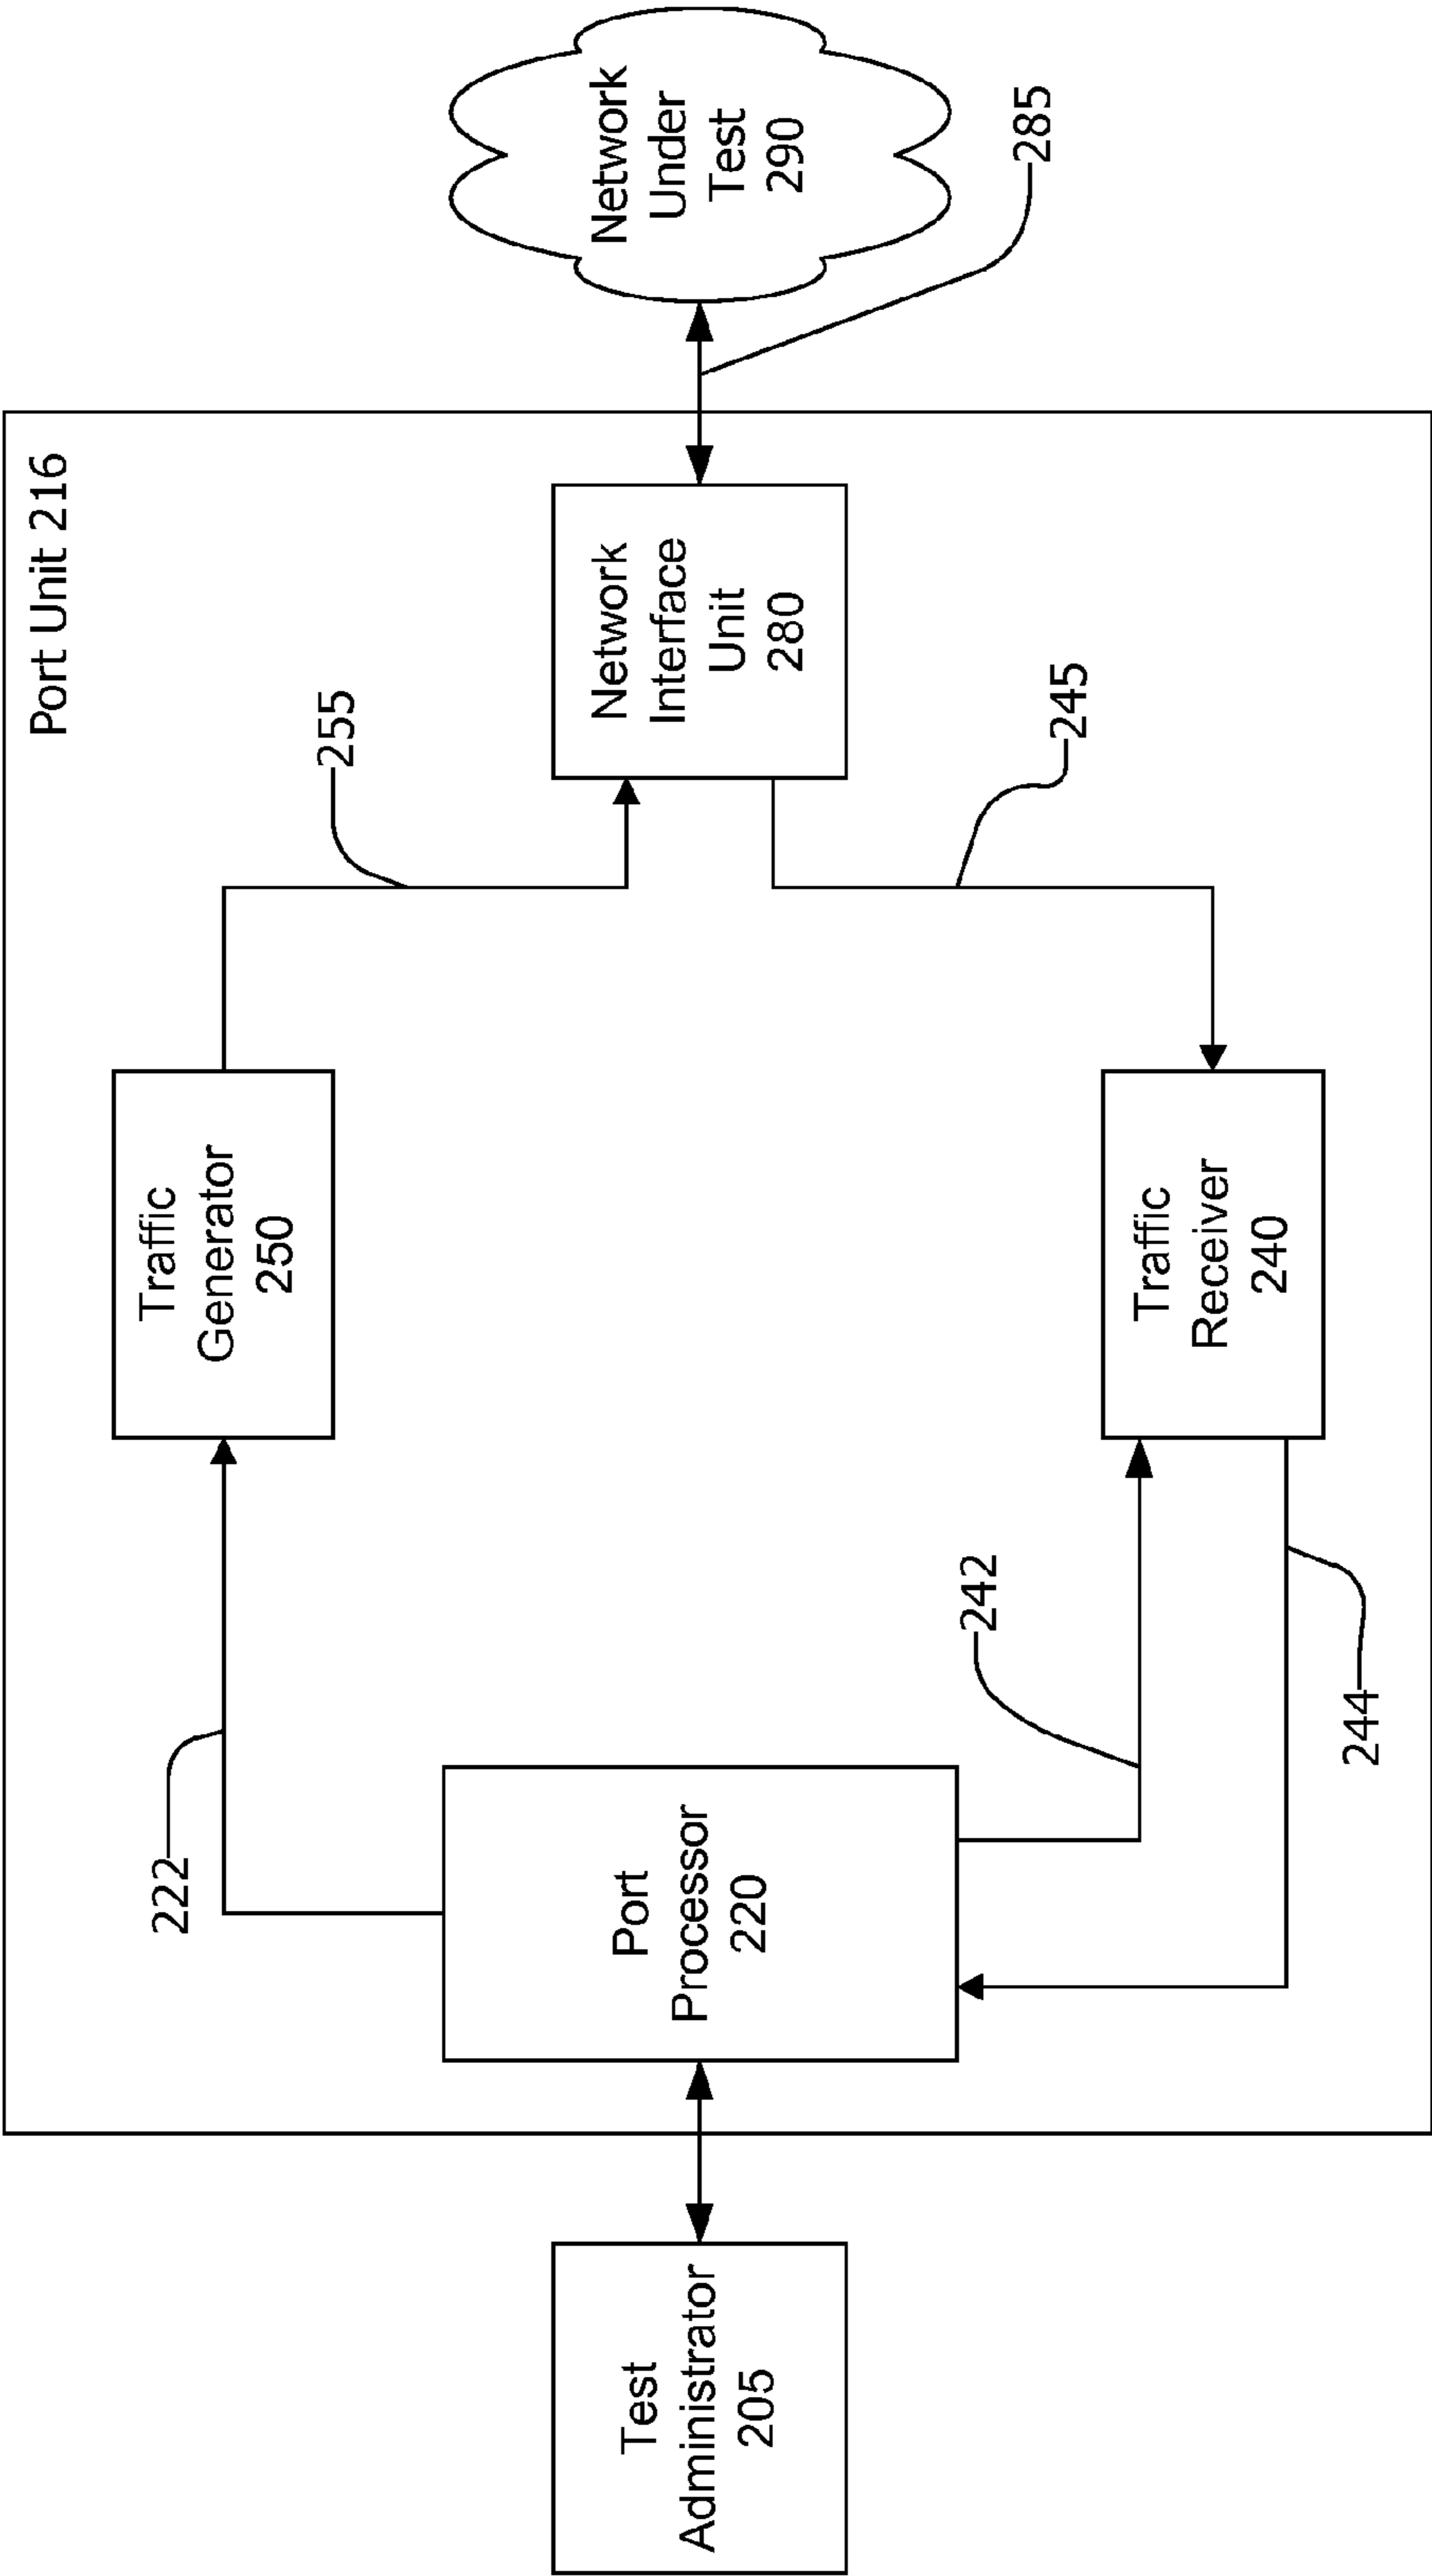 Port Unit 216
Test
Administrator
205
Port
Processor
220
222
Traffic
Generator
250
255
242
244
Traffic
Receiver
240
245
Network
Interface
Unit
280
285
Network
Under
Test
290